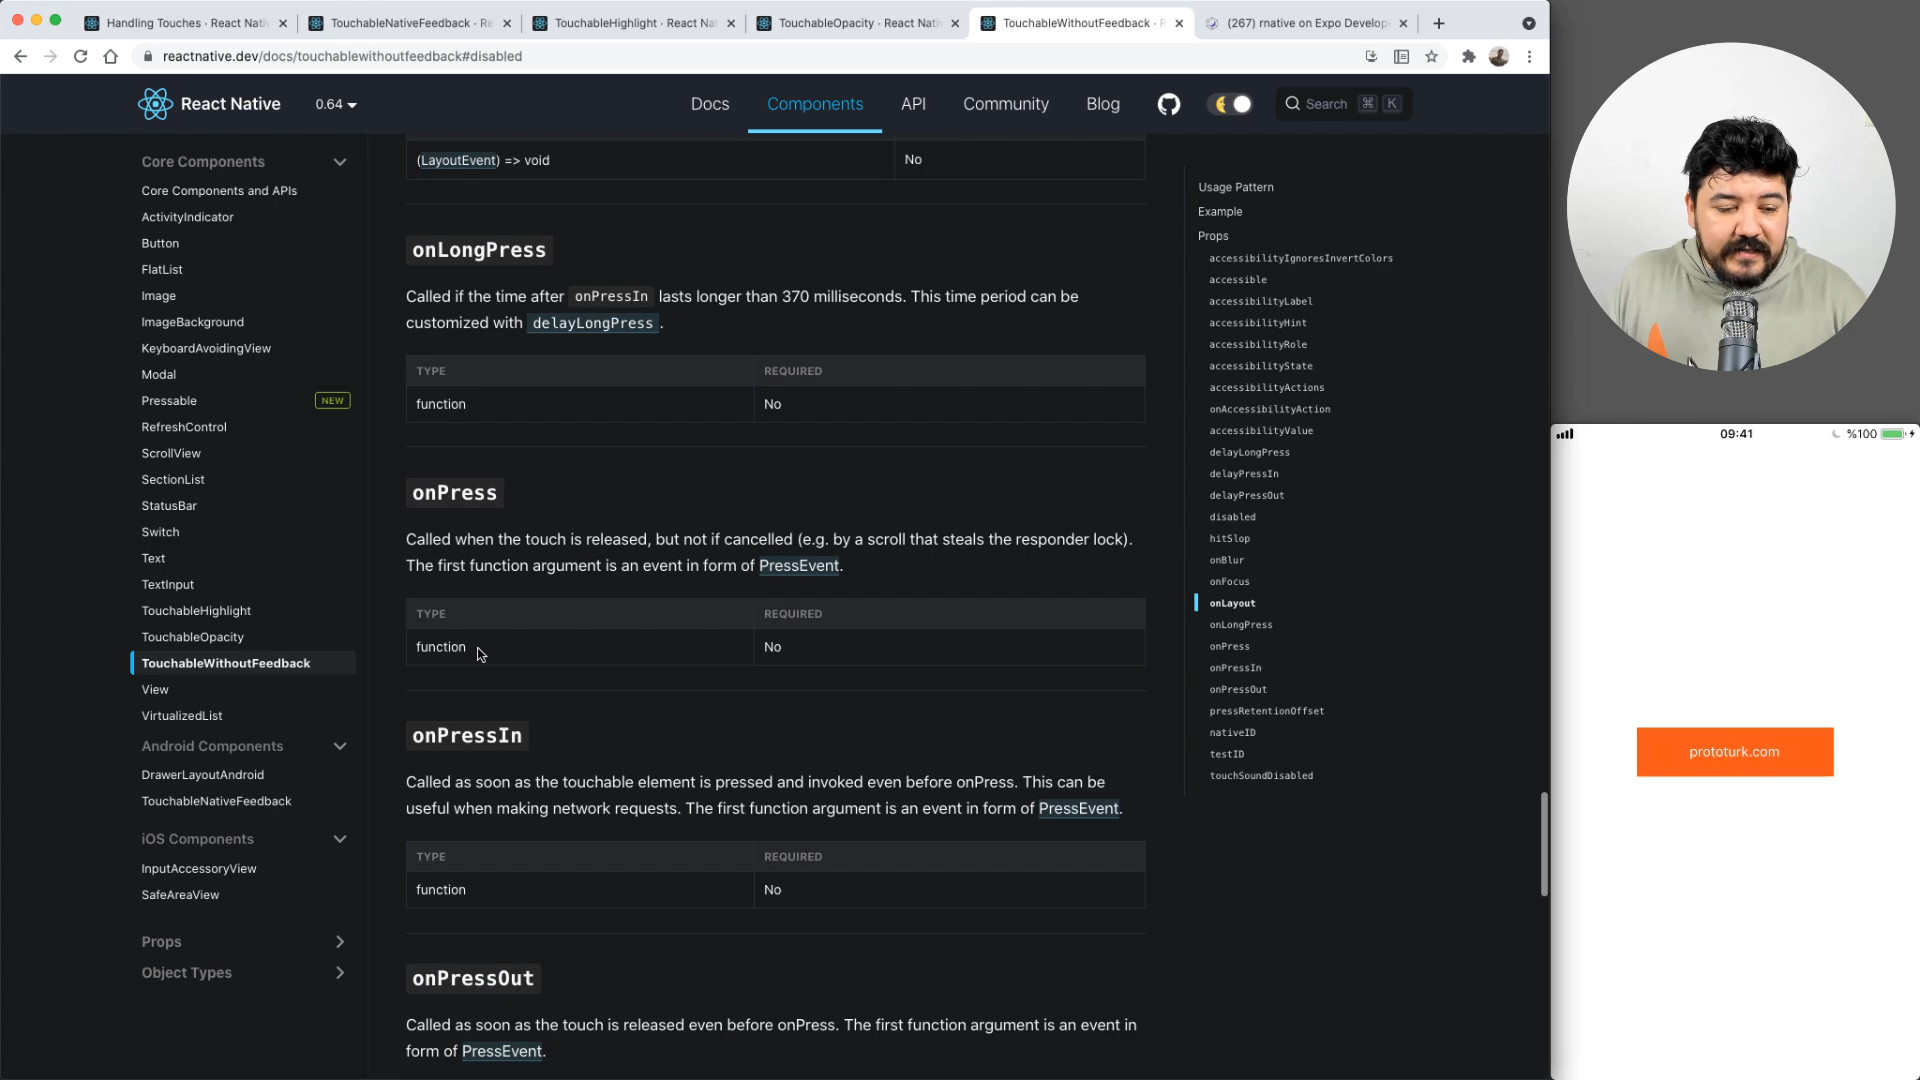 Handling Touches · React Nativ
TouchableNativeFeedback · Re
TouchableHighlight · React Nat
TouchableOpacity · React Nativ
TouchableWithoutFeedback · R
(267) rnative on Expo Develop
reactnative.dev/docs/touchablewithoutfeedback#disabled
React Native
0.64
Docs
Components
API
Community
Blog
Search ⌘ K
Core Components
Core Components and APIs
ActivityIndicator
Button
FlatList
Image
ImageBackground
KeyboardAvoidingView
Modal
Pressable NEW
RefreshControl
ScrollView
SectionList
StatusBar
Switch
Text
TextInput
TouchableHighlight
TouchableOpacity
TouchableWithoutFeedback
View
VirtualizedList
Android Components
DrawerLayoutAndroid
TouchableNativeFeedback
iOS Components
InputAccessoryView
SafeAreaView
Props
Object Types
(LayoutEvent) => void No
onLongPress
Called if the time after onPressIn lasts longer than 370 milliseconds. This time period can be
customized with delayLongPress.
TYPE REQUIRED
function No
onPress
Called when the touch is released, but not if cancelled (e.g. by a scroll that steals the responder lock).
The first function argument is an event in form of PressEvent.
TYPE REQUIRED
function No
onPressIn
Called as soon as the touchable element is pressed and invoked even before onPress. This can be
useful when making network requests. The first function argument is an event in form of PressEvent.
TYPE REQUIRED
function No
onPressOut
Called as soon as the touch is released even before onPress. The first function argument is an event in
form of PressEvent.
Usage Pattern
Example
Props
accessibilityIgnoresInvertColors
accessible
accessibilityLabel
accessibilityHint
accessibilityRole
accessibilityState
accessibilityActions
onAccessibilityAction
accessibilityValue
delayLongPress
delayPressIn
delayPressOut
disabled
hitSlop
onBlur
onFocus
onLayout
onLongPress
onPress
onPressIn
onPressOut
pressRetentionOffset
nativeID
testID
touchSoundDisabled
09:41
%100
prototurk.com